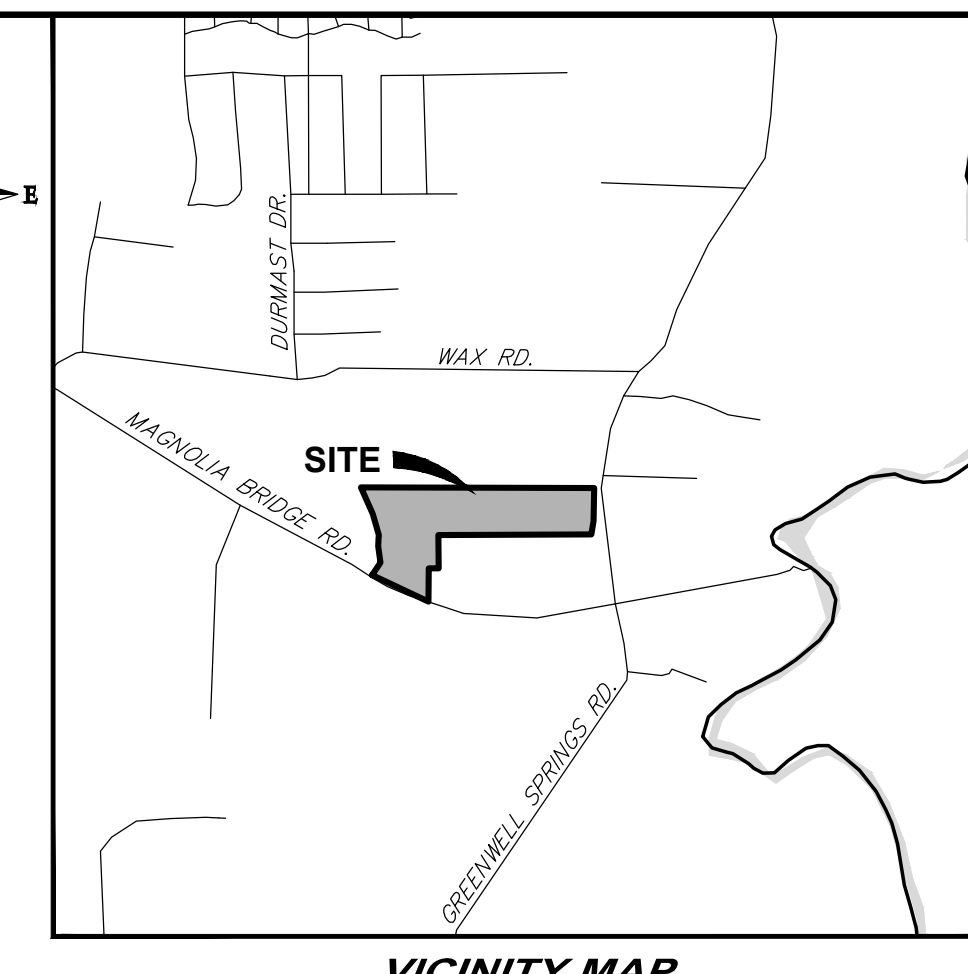 E
DURMAST DR.
WAX RD.
MAGNOLIA BRIDGE RD.
SITE
GREENWELL SPRINGS RD.
VICINITY MAP